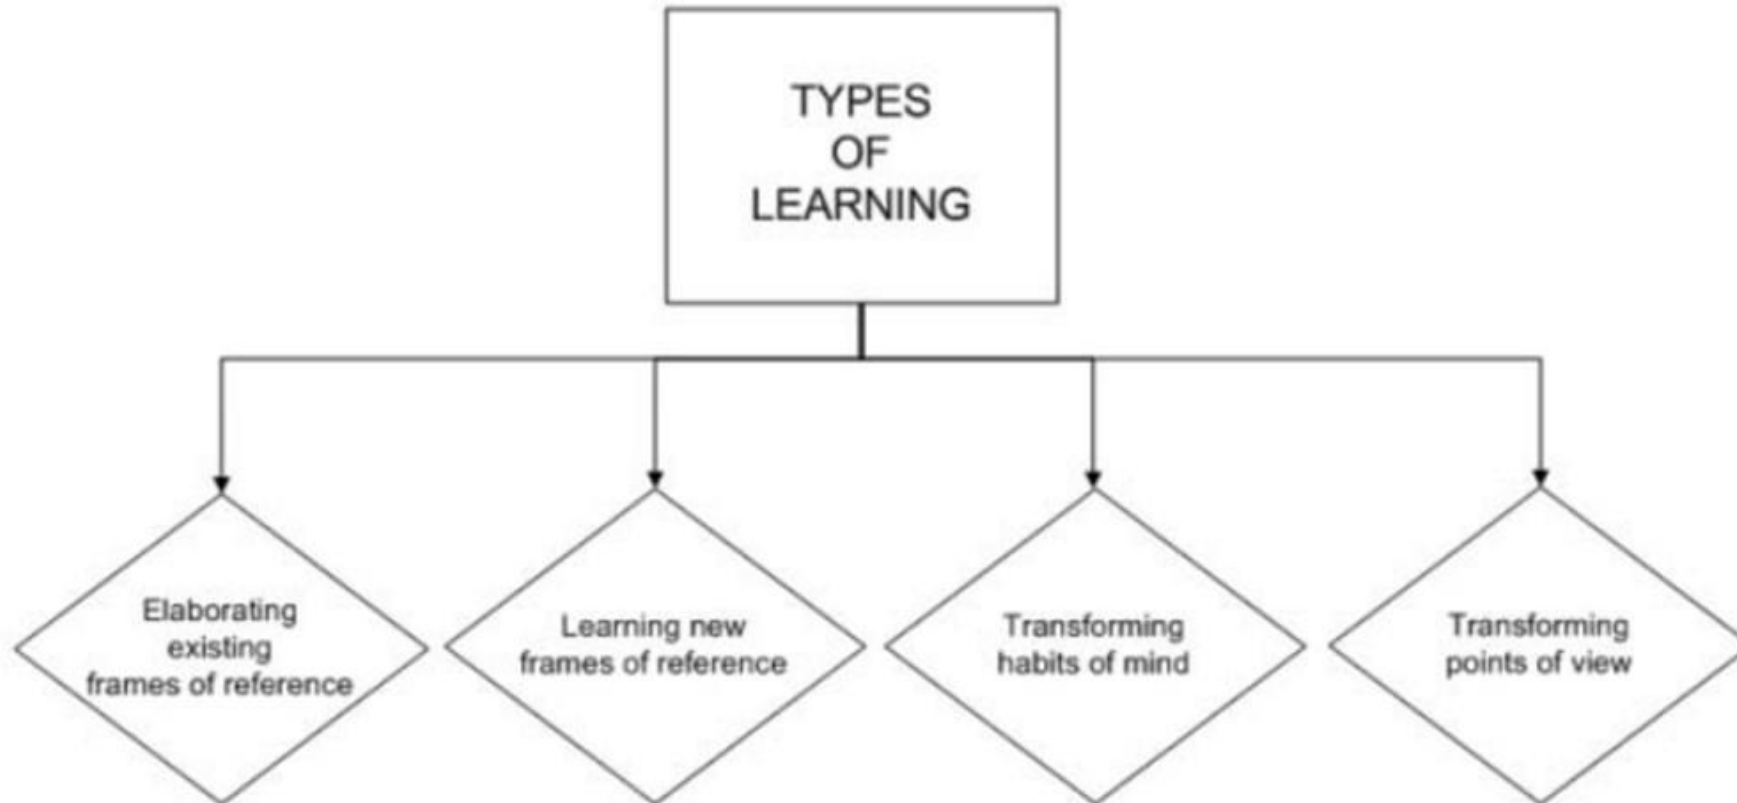 TYPES
OF
LEARNING
Elaborating
existing
frames of reference
Learning new
frames of reference
Transforming
habits of mind
Transforming
points of view